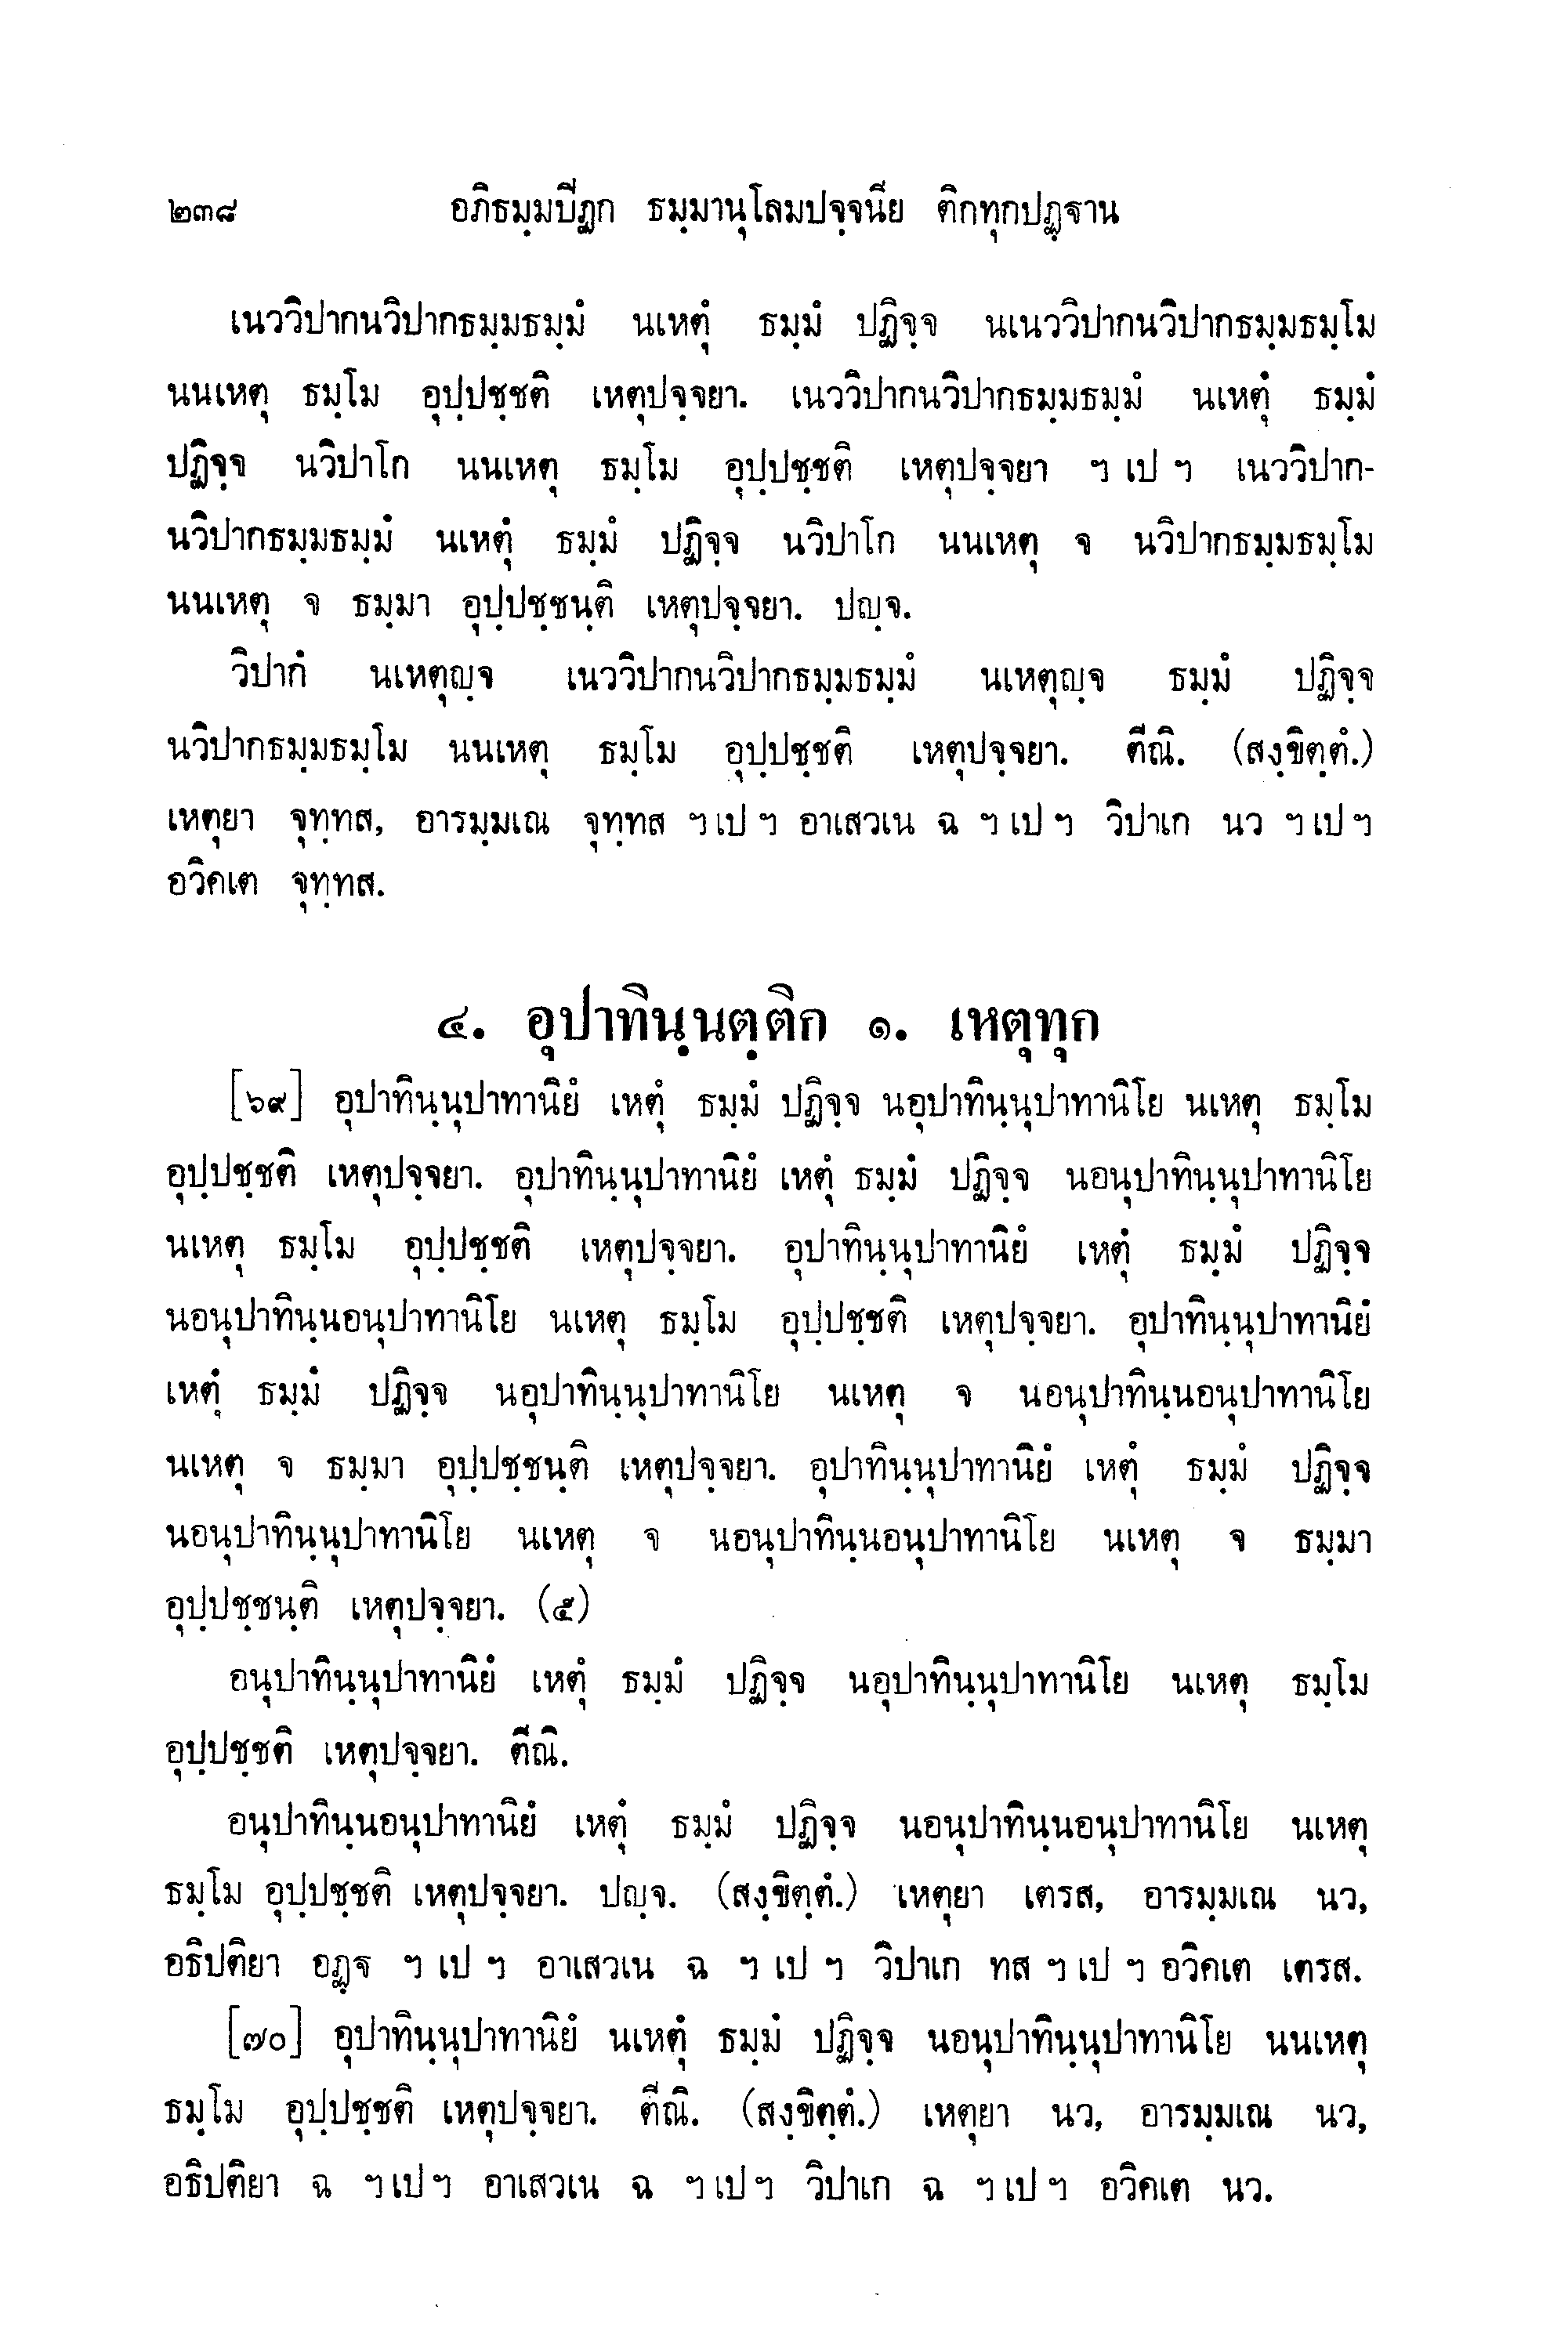 ๒๓๘ อภิธมฺมปีฏก ธมฺมานุโลมปจฺจนีย ติกทุกปฏฺฐาน
เนววิปากนวิปากธมฺมธมฺมํ นเหตุํ ธมฺมํ ปฏิจฺจ นเนววิปากนวิปากธมฺมธมฺโม
นนเหตุ ธมฺโม อุปฺปชฺชติ เหตุปจฺจยา. เนววิปากนวิปากธมฺมธมฺมํ นเหตุํ ธมฺมํ
ปฏิจฺจ นวิปาโก นนเหตุ ธมฺโม อุปฺปชฺชติ เหตุปจฺจยา ฯ เป ฯ เนววิปาก-
นวิปากธมฺมธมฺมํ นเหตุํ ธมฺมํ ปฏิจฺจ นวิปาโก นนเหตุ จ นวิปากธมฺมธมฺโม
นนเหตุ จ ธมฺมา อุปฺปชฺชนฺติ เหตุปจฺจยา. ปญฺจ.
วิปากํ นเหตุญฺจ เนววิปากนวิปากธมฺมธมฺมํ นเหตุญฺจ ธมฺมํ ปฏิจฺจ
นวิปากธมฺมธมฺโม นนเหตุ ธมฺโม อุปฺปชฺชติ เหตุปจฺจยา. ตีณิ. (สงฺขิตฺตํ.)
เหตุยา จุทฺทส, อารมฺมเณ จุทฺทส ฯ เป ฯ อาเสวเน ฉ ฯ เป ฯ วิปาเก นว ฯ เป ฯ
อวิคเต จุทฺทส.
๔. อุปาทินฺนตฺติก ๑. เหตุทุก
[๖๙] อุปาทินฺนุปาทานิยํ เหตุํ ธมฺมํ ปฏิจฺจ นอุปาทินฺนุปาทานิโย นเหตุ ธมฺโม
อุปฺปชฺชติ เหตุปจฺจยา. อุปาทินฺนุปาทานิยํ เหตุํ ธมฺมํ ปฏิจฺจ นอนุปาทินฺนุปาทานิโย
นเหตุ ธมฺโม อุปฺปชฺชติ เหตุปจฺจยา. อุปาทินฺนุปาทานิยํ เหตุํ ธมฺมํ ปฏิจฺจ
นอนุปาทินฺนอนุปาทานิโย นเหตุ ธมฺโม อุปฺปชฺชติ เหตุปจฺจยา. อุปาทินฺนุปาทานิยํ
เหตุํ ธมฺมํ ปฏิจฺจ นอุปาทินฺนุปาทานิโย นเหตุ จ นอนุปาทินฺนอนุปาทานิโย
นเหตุ จ ธมฺมา อุปฺปชฺชนฺติ เหตุปจฺจยา. อุปาทินฺนุปาทานิยํ เหตุํ ธมฺมํ ปฏิจฺจ
นอนุปาทินฺนุปาทานิโย นเหตุ จ นอนุปาทินฺนอนุปาทานิโย นเหตุ จ ธมฺมา
อุปฺปชฺชนฺติ เหตุปจฺจยา. (๕)
อนุปาทินฺนุปาทานิยํ เหตุํ ธมฺมํ ปฏิจฺจ นอุปาทินฺนุปาทานิโย นเหตุ ธมฺโม
อุปฺปชฺชติ เหตุปจฺจยา. ตีณิ.
อนุปาทินฺนอนุปาทานิยํ เหตุํ ธมฺมํ ปฏิจฺจ นอนุปาทินฺนอนุปาทานิโย นเหตุ
ธมฺโม อุปฺปชฺชติ เหตุปจฺจยา. ปญฺจ. (สงฺขิตฺตํ.) เหตุยา เตรส, อารมฺมเณ นว,
อธิปติยา อฏฺฐ ฯ เป ฯ อาเสวเน ฉ ฯ เป ฯ วิปาเก ทส ฯ เป ฯ อวิคเต เตรส.
[๗๐] อุปาทินฺนุปาทานิยํ นเหตุํ ธมฺมํ ปฏิจฺจ นอนุปาทินฺนุปาทานิโย นนเหตุ
ธมฺโม อุปฺปชฺชติ เหตุปจฺจยา. ตีณิ. (สงฺขิตฺตํ.) เหตุยา นว, อารมฺมเณ นว,
อธิปติยา ฉ ฯ เป ฯ อาเสวเน ฉ ฯ เป ฯ วิปาเก ฉ ฯ เป ฯ อวิคเต นว.